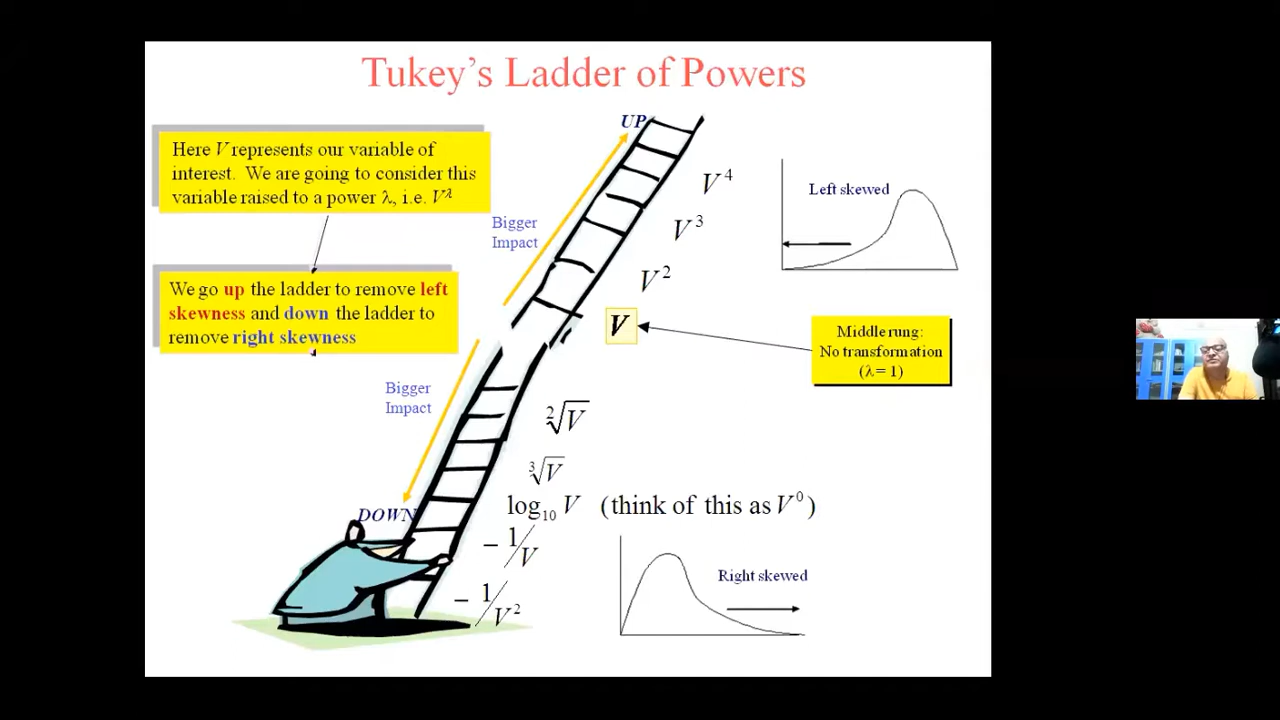 Tukey's Ladder of Powers
UP
Here V represents our variable of
interest. We are going to consider this
variable raised to a power λ, i.e. V^λ
We go up the ladder to remove left
skewness and down the ladder to
remove right skewness
Bigger
Impact
V⁴
V³
V²
V
Left skewed
Middle rung:
No transformation
(λ = 1)
Bigger
Impact
DOWN
²√V
³√V
log₁₀ V (think of this as V⁰)
− 1/V
− 1/V²
Right skewed